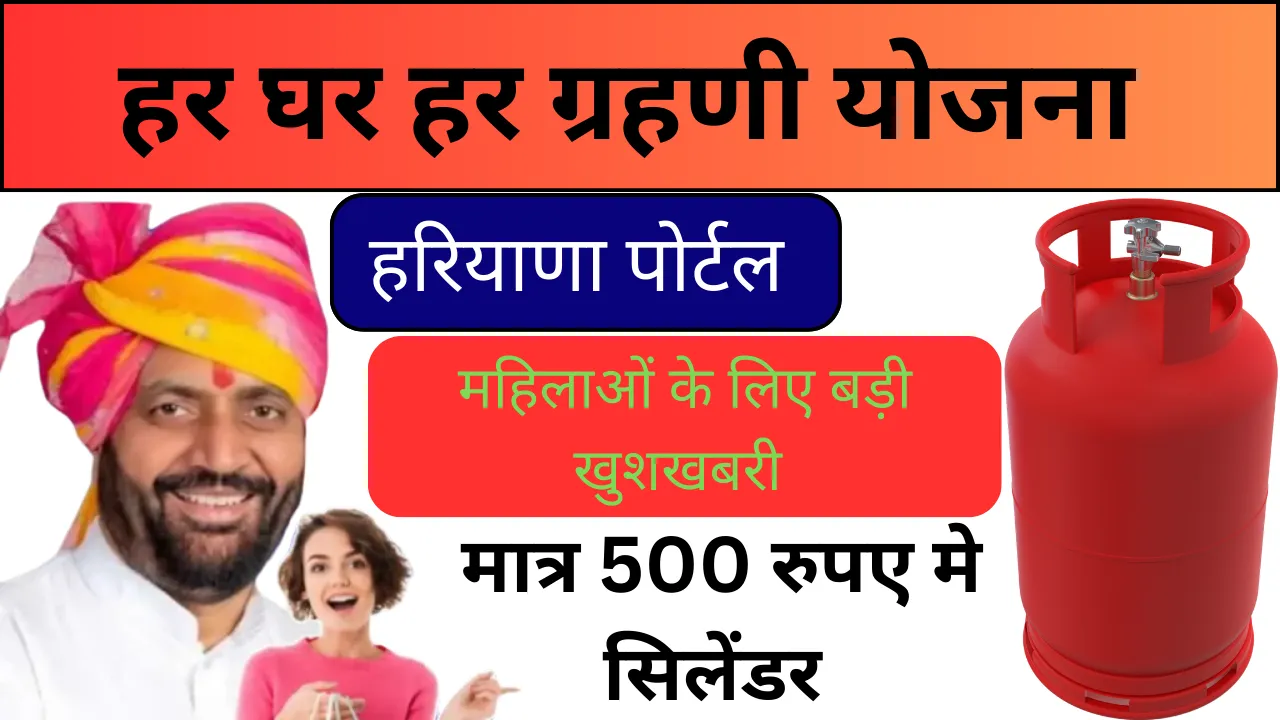 हर घर हर ग्रहणी योजना
हरियाणा पोर्टल
महिलाओं के लिए बड़ी
खुशखबरी
मात्र 500 रुपए मे
सिलेंडर